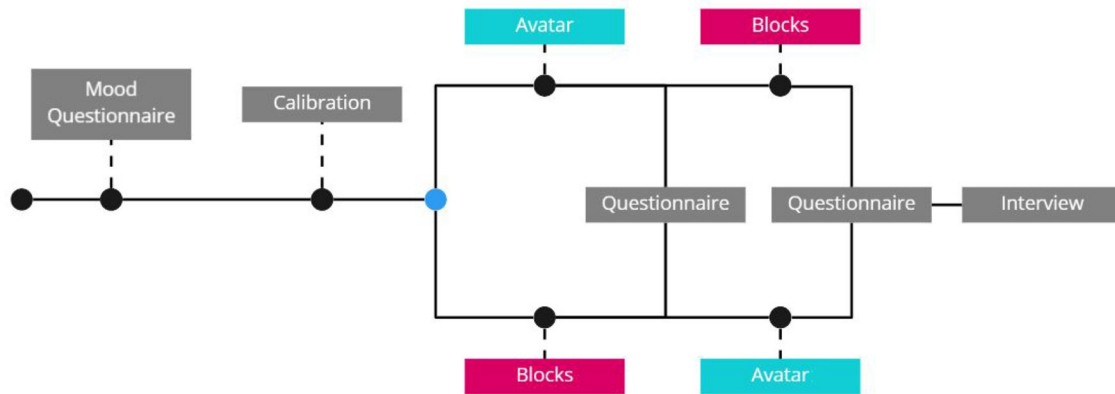 Avatar
Blocks
Mood
Questionnaire
Calibration
Questionnaire
Questionnaire
Interview
Blocks
Avatar